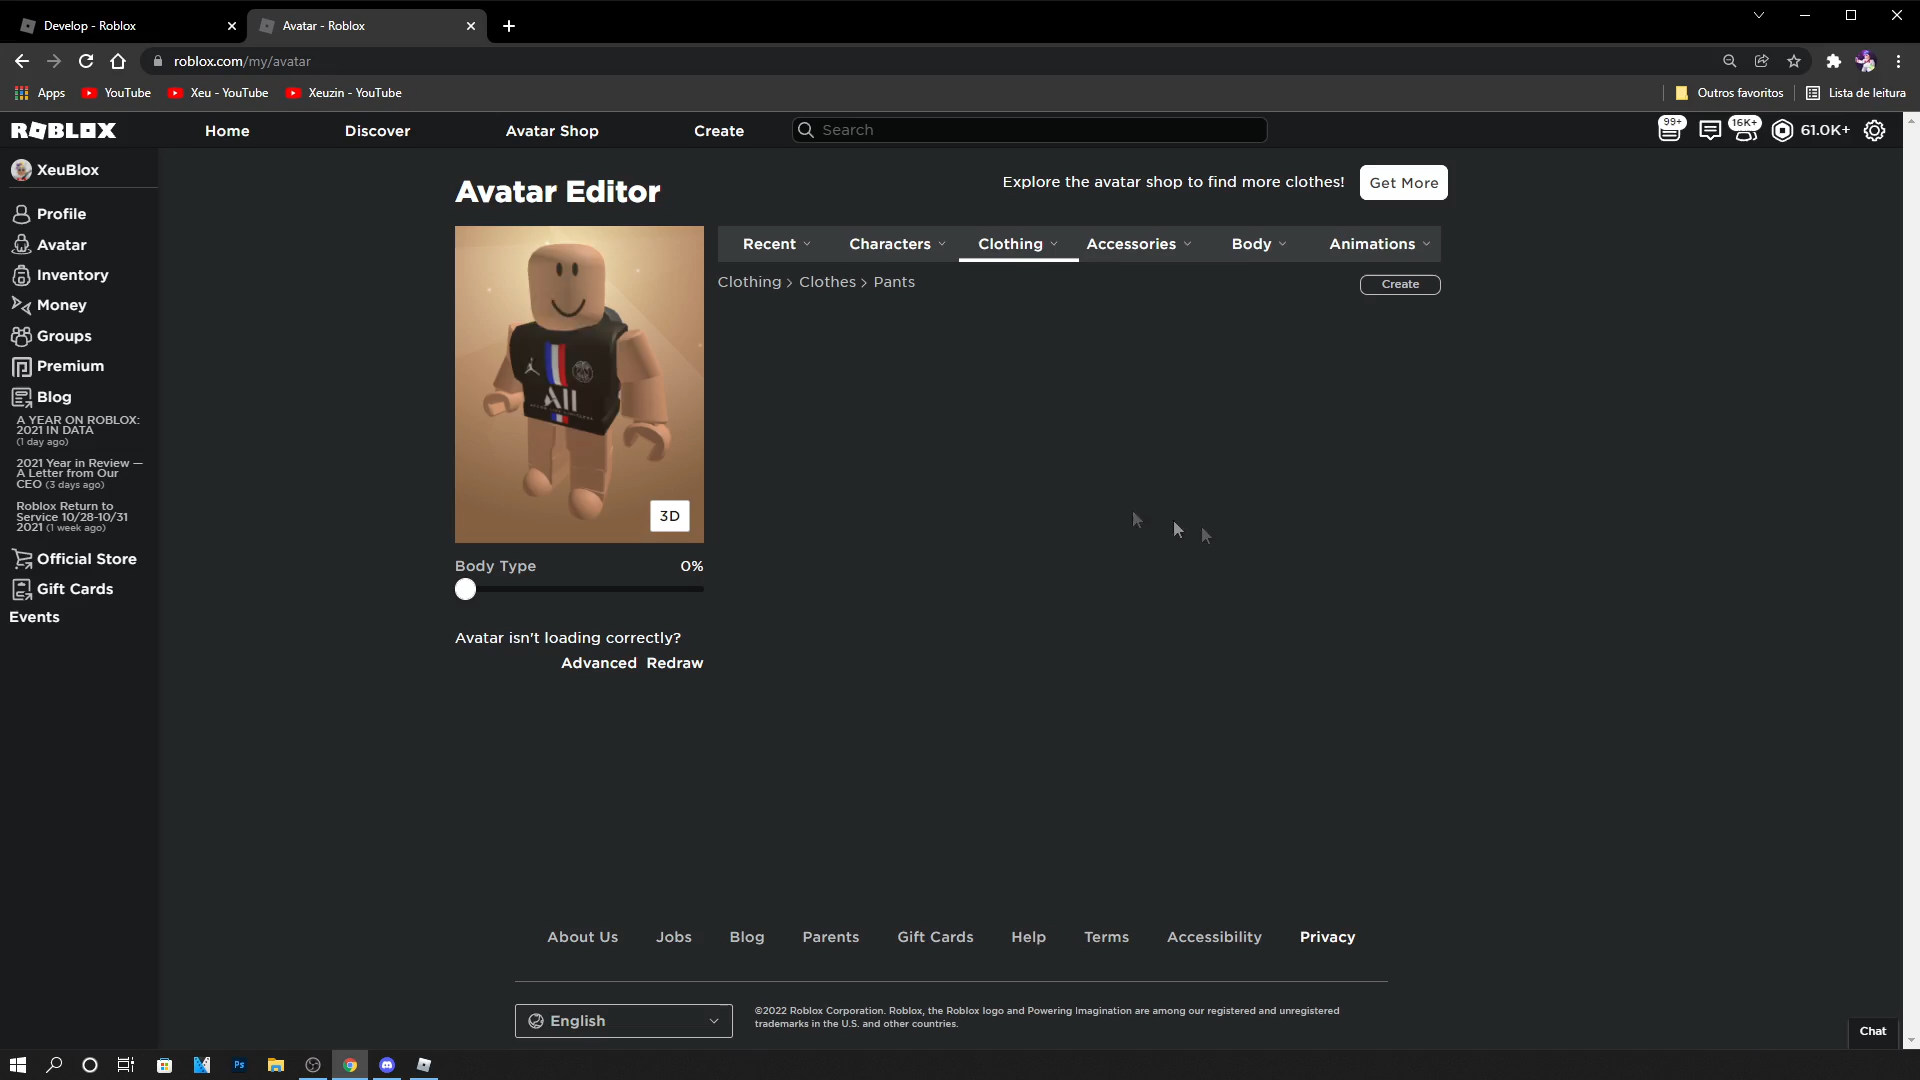 Develop - Roblox
Avatar - Roblox
roblox.com/my/avatar
Apps
YouTube
Xeu - YouTube
Xeuzin - YouTube
Outros favoritos
Lista de leitura
ROBLOX
Home
Discover
Avatar Shop
Create
Search
99+
16K+
61.0K+
XeuBlox
Profile
Avatar
Inventory
Money
Groups
Premium
Blog
A YEAR ON ROBLOX:
2021 IN DATA
(1 day ago)
2021 Year in Review —
A Letter from Our
CEO (3 days ago)
Roblox Return to
Service 10/28-10/31
2021 (1 week ago)
Official Store
Gift Cards
Events
Avatar Editor
Explore the avatar shop to find more clothes!
Get More
Recent
Characters
Clothing
Accessories
Body
Animations
Clothing > Clothes > Pants
Create
All
3D
Body Type
0%
Avatar isn't loading correctly?
Advanced Redraw
About Us
Jobs
Blog
Parents
Gift Cards
Help
Terms
Accessibility
Privacy
English
©2022 Roblox Corporation. Roblox, the Roblox logo and Powering Imagination are among our registered and unregistered
trademarks in the U.S. and other countries.
Chat
Ps